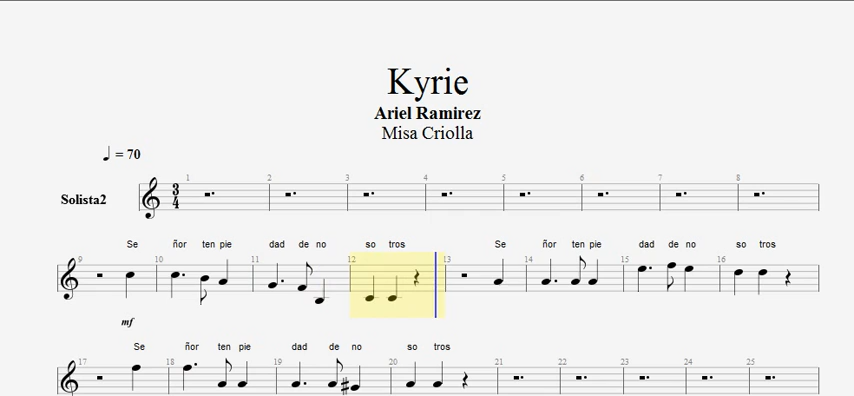 Kyrie
Ariel Ramirez
Misa Criolla
= 70
1 2 3 4 5 6 7 8
Solista2 3 4
Se ñor ten pie dad de no so tros Se ñor ten pie dad de no so tros
9 10 11 12 13 14 15 16
mf
Se ñor ten pie dad de no so tros
17 18 19 20 21 22 23 24 25